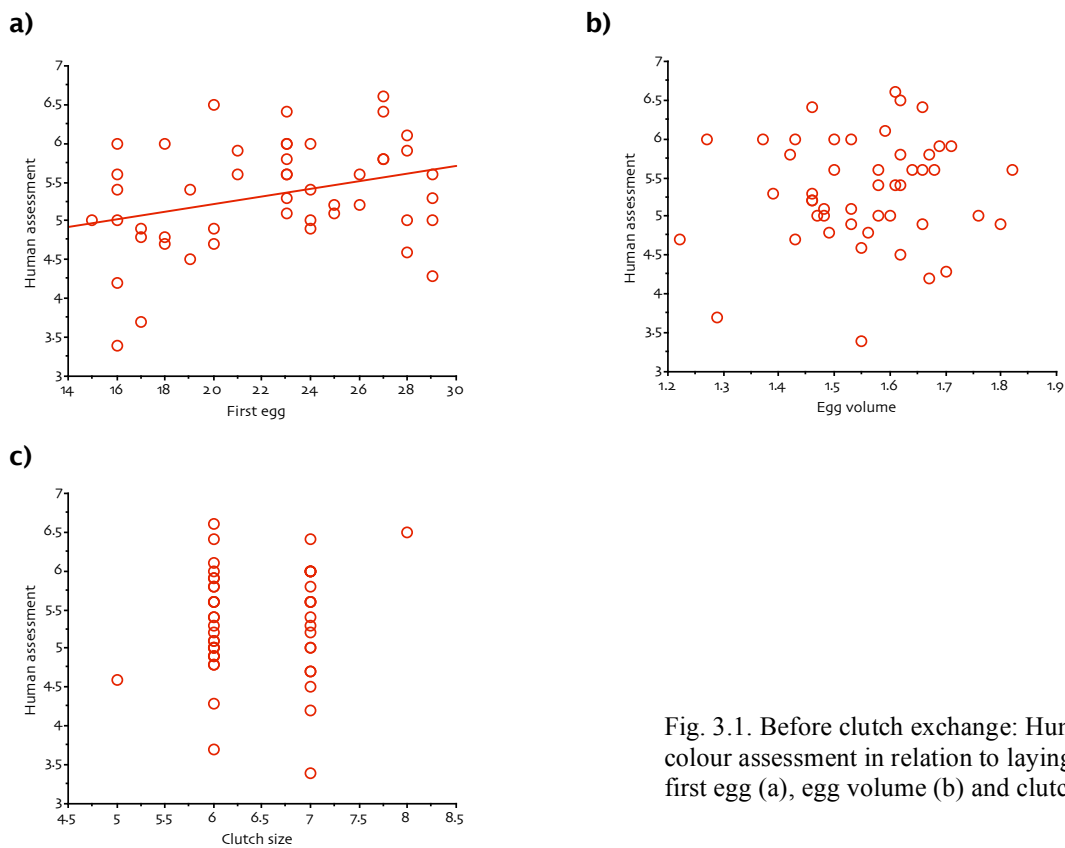 a)
Human assessment
7
6.5
6
5.5
5
4.5
4
3.5
3
14 16 18 20 22 24 26 28 30
First egg
b)
Human assessment
7
6.5
6
5.5
5
4.5
4
3.5
3
1.2 1.3 1.4 1.5 1.6 1.7 1.8 1.9
Egg volume
c)
Human assessment
7
6.5
6
5.5
5
4.5
4
3.5
3
4.5 5 5.5 6 6.5 7 7.5 8 8.5
Clutch size
Fig. 3.1. Before clutch exchange:
colour assessment in relation to laying
first egg (a), egg volume (b) and